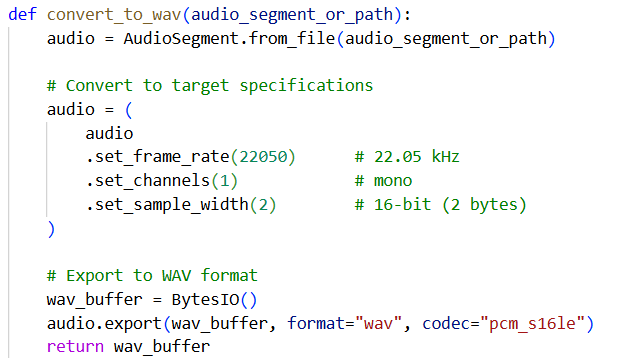 def convert_to_wav(audio_segment_or_path):
    audio = AudioSegment.from_file(audio_segment_or_path)

    # Convert to target specifications
    audio = (
        audio
        .set_frame_rate(22050)      # 22.05 kHz
        .set_channels(1)            # mono
        .set_sample_width(2)        # 16-bit (2 bytes)
    )

    # Export to WAV format
    wav_buffer = BytesIO()
    audio.export(wav_buffer, format="wav", codec="pcm_s16le")
    return wav_buffer